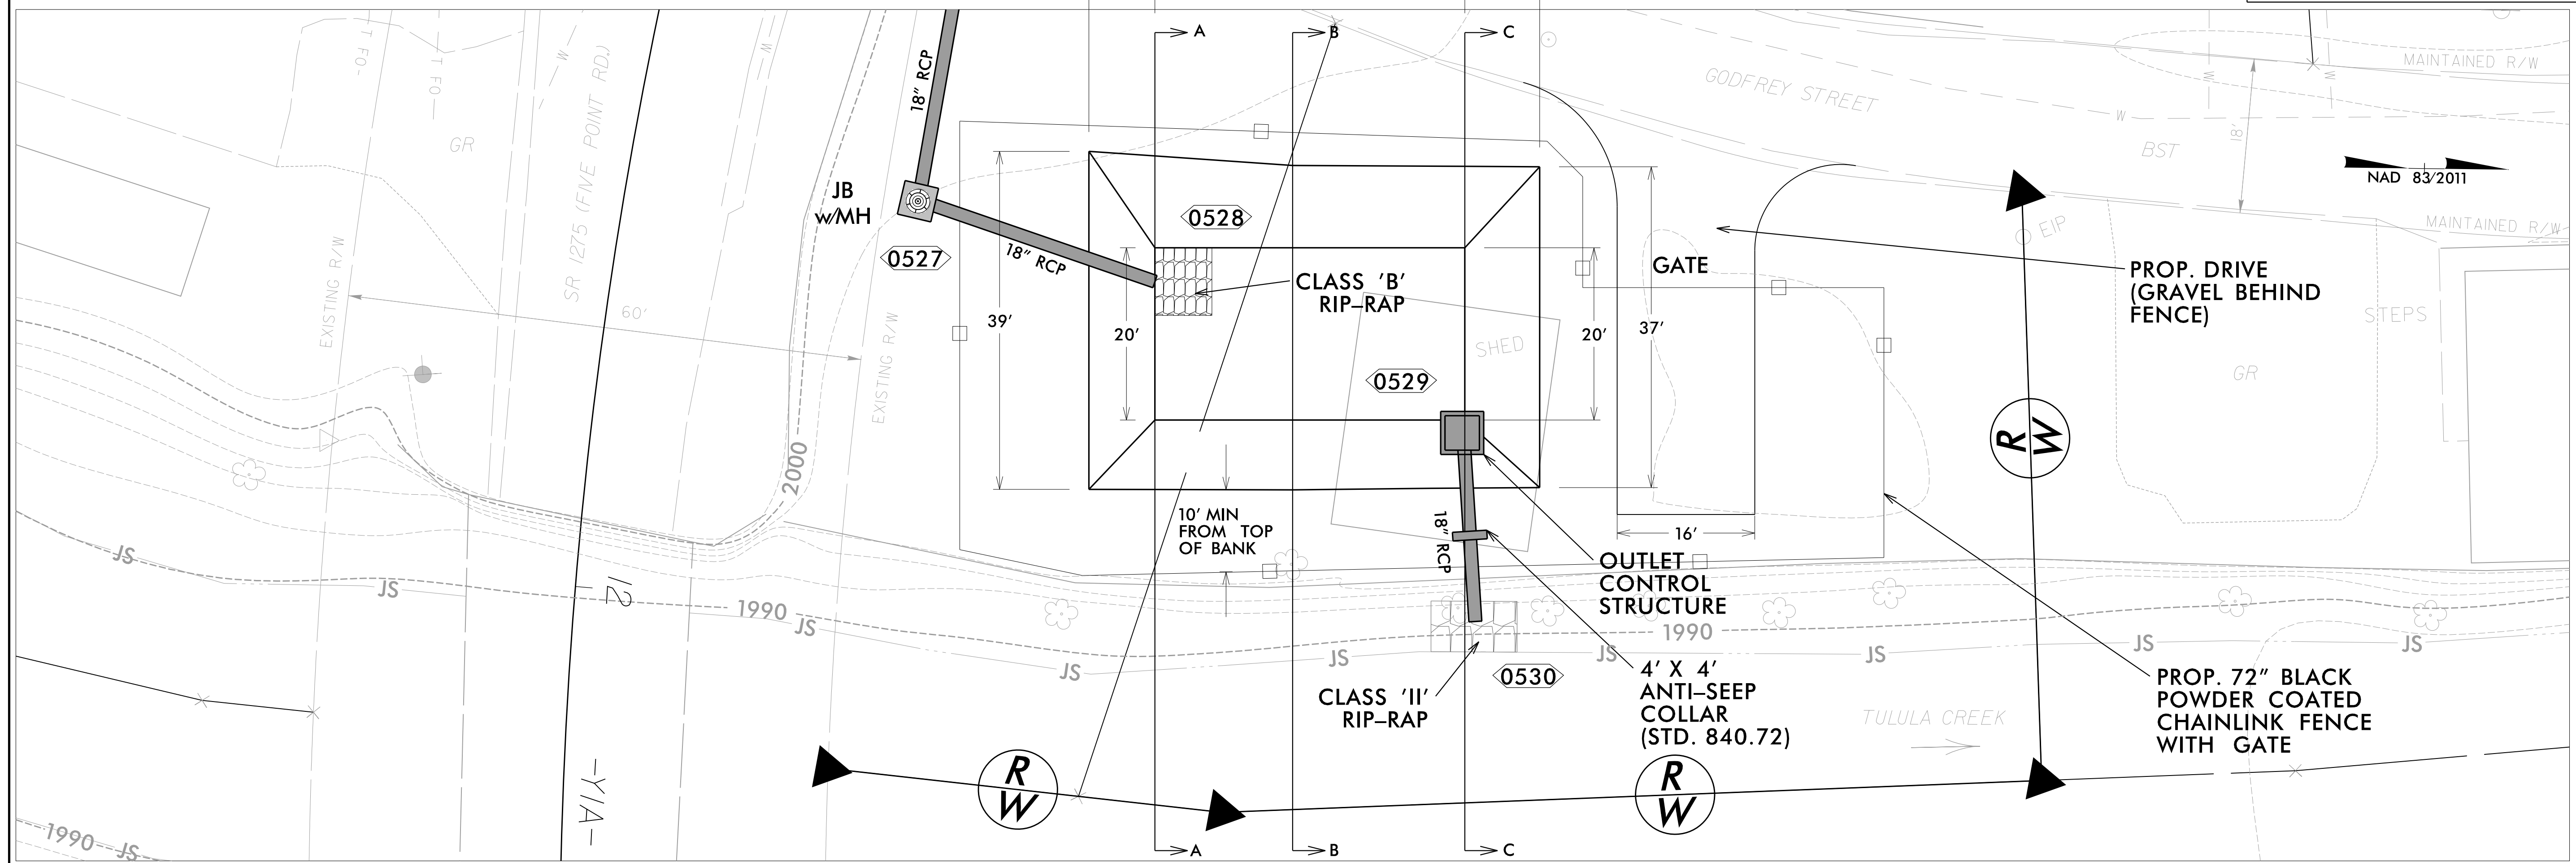 A
B
C
18" RCP
T FO
T FO
W
W
W
GR
SR 1275 (FIVE POINT RD.)
EXISTING R/W
60'
EXISTING R/W
JB
w/MH
0527
18" RCP
0528
CLASS 'B'
RIP-RAP
39'
20'
20'
37'
SHED
0529
GATE
GODFREY STREET
W
W
W
MAINTAINED R/W
18'
BST
NAD 83/2011
MAINTAINED R/W
EIP
PROP. DRIVE
(GRAVEL BEHIND
FENCE)
STEPS
GR
R
W
2000
10' MIN
FROM TOP
OF BANK
18" RCP
16'
OUTLET
CONTROL
STRUCTURE
JS
JS
12
1990
JS
JS
JS
JS
1990
JS
JS
JS
0530
CLASS 'II'
RIP-RAP
4' X 4'
ANTI-SEEP
COLLAR
(STD. 840.72)
TULULA CREEK
PROP. 72" BLACK
POWDER COATED
CHAINLINK FENCE
WITH GATE
-Y1A-
R
W
R
W
1990
JS
A
B
C